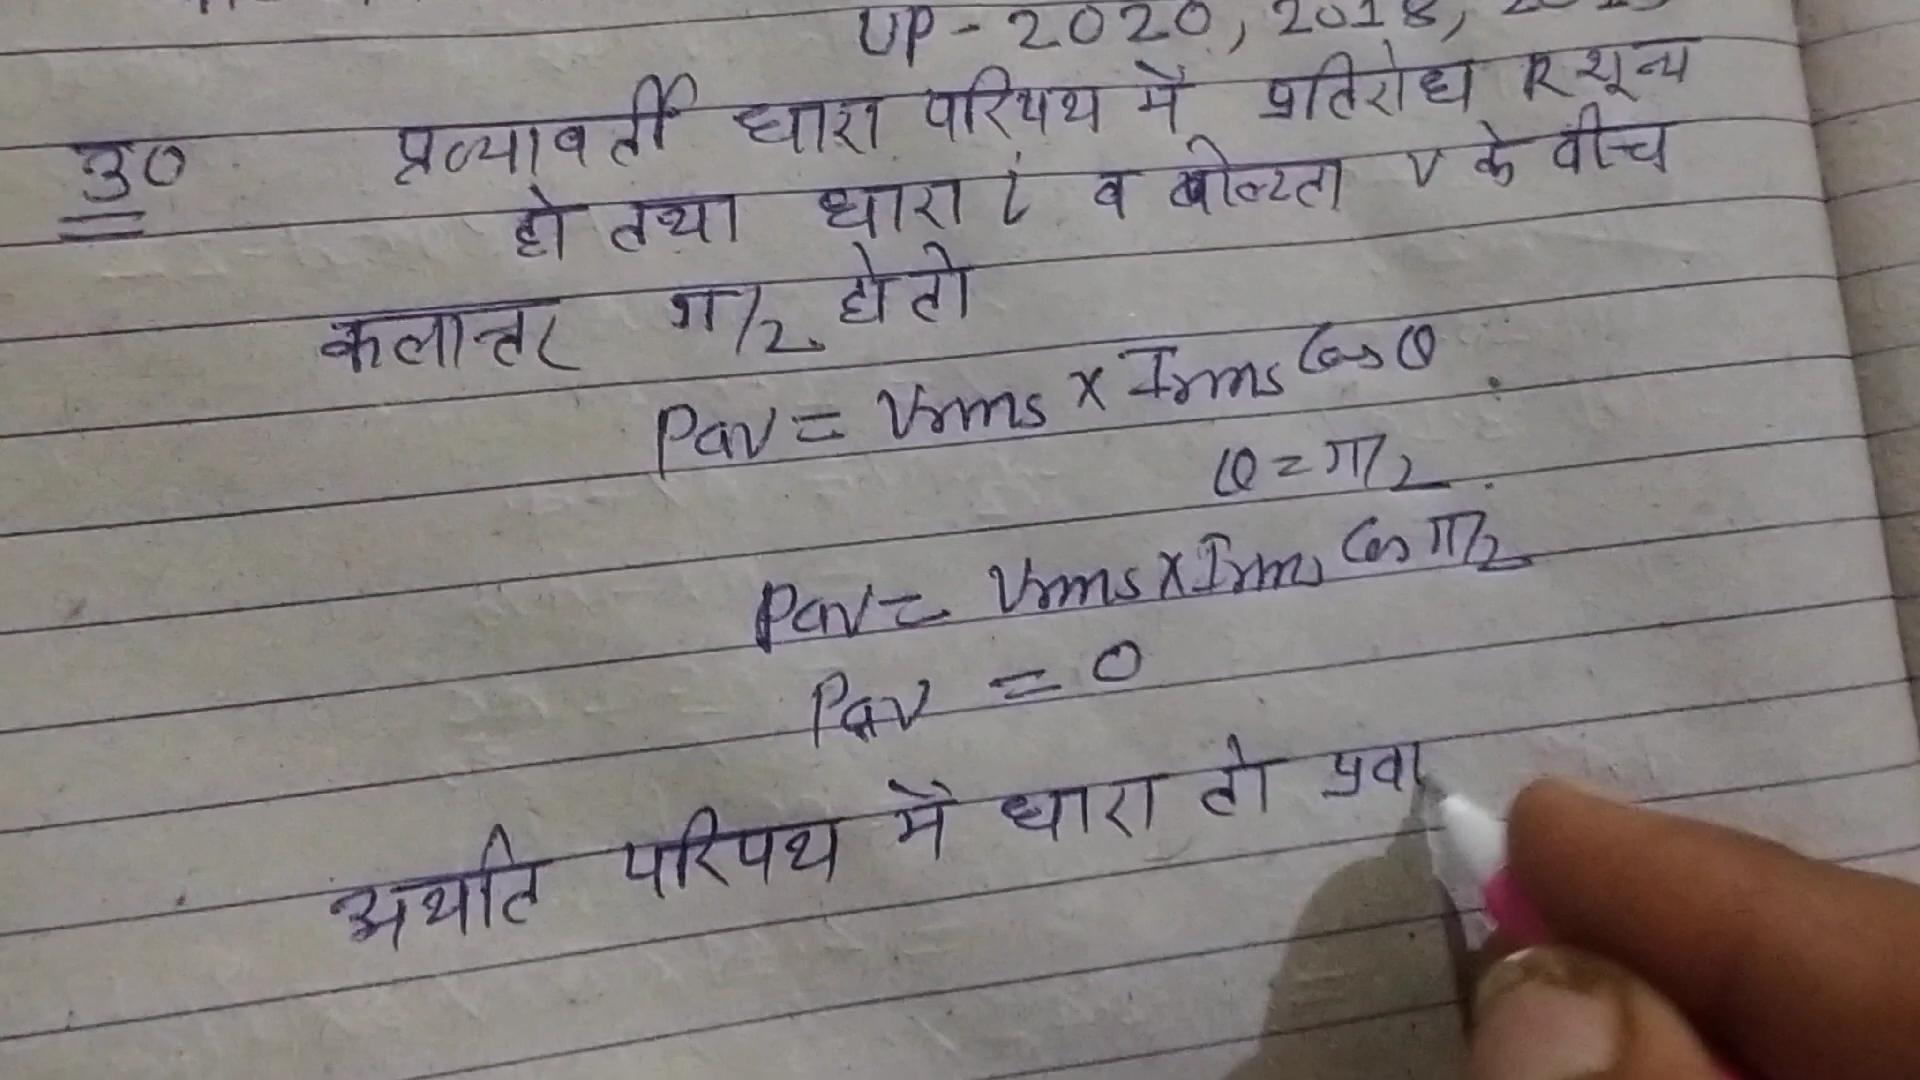 UP - 2020, 2018,
उ० प्रत्यावर्ती धारा परिपथ में प्रतिरोध R शून्य
हो तथा धारा i व वोल्टता V के वीच
कलान्तर π/2 हो तो
Pav = Vrms x Irms Cos φ
φ = π/2
Pav = Vrms x Irms Cos π/2
Pav = 0
अर्थात परिपथ में धारा तो प्रवा